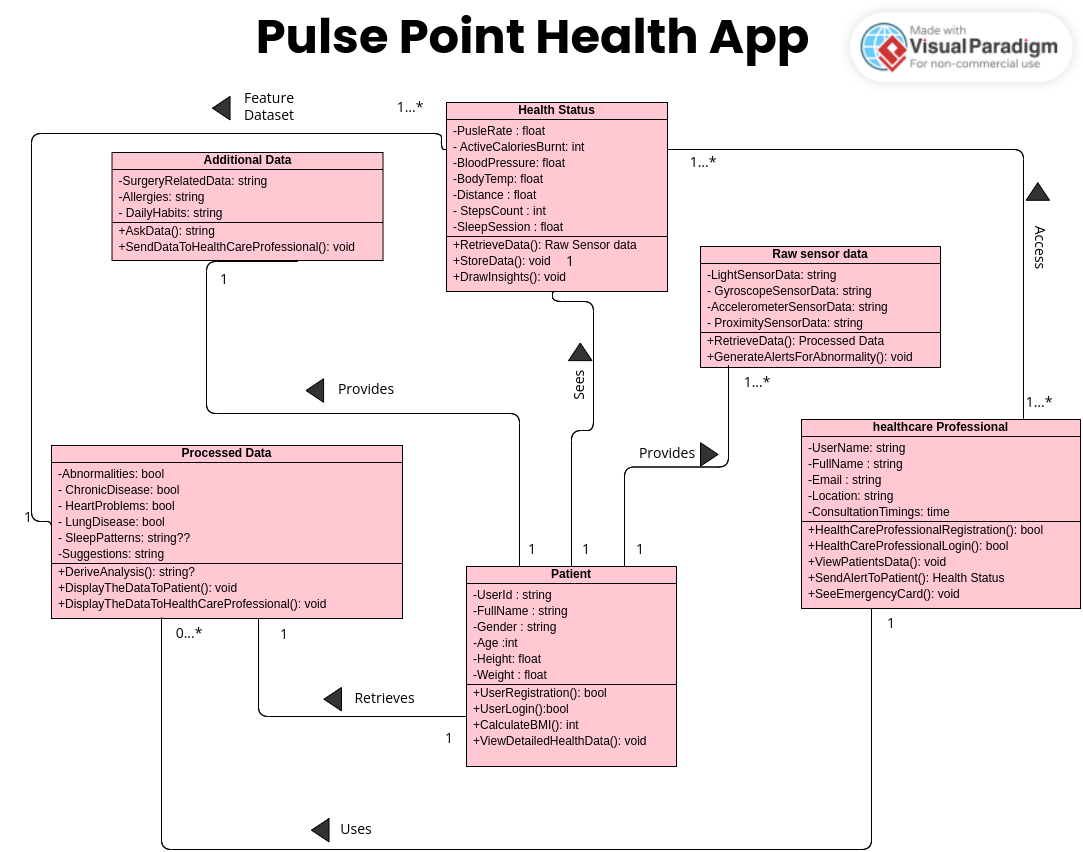 Pulse Point Health App
Made with
VisualParadigm
For non-commercial use
Feature
Dataset
1...*
Health Status
-PusleRate : float
- ActiveCaloriesBurnt: int
-BloodPressure: float
-BodyTemp: float
-Distance : float
- StepsCount : int
-SleepSession : float
+RetrieveData(): Raw Sensor data
+StoreData(): void
1
+DrawInsights(): void
1...*
Additional Data
-SurgeryRelatedData: string
-Allergies: string
- DailyHabits: string
+AskData(): string
+SendDataToHealthCareProfessional(): void
1
Access
Raw sensor data
-LightSensorData: string
- GyroscopeSensorData: string
-AccelerometerSensorData: string
- ProximitySensorData: string
+RetrieveData(): Processed Data
+GenerateAlertsForAbnormality(): void
1...*
Sees
Provides
1...*
healthcare Professional
-UserName: string
-FullName : string
-Email : string
-Location: string
-ConsultationTimings: time
+HealthCareProfessionalRegistration(): bool
+HealthCareProfessionalLogin(): bool
+ViewPatientsData(): void
+SendAlertToPatient(): Health Status
+SeeEmergencyCard(): void
1
Provides
Processed Data
-Abnormalities: bool
- ChronicDisease: bool
- HeartProblems: bool
- LungDisease: bool
- SleepPatterns: string??
-Suggestions: string
+DeriveAnalysis(): string?
+DisplayTheDataToPatient(): void
+DisplayTheDataToHealthCareProfessional(): void
1
0...*
1
1
1
1
Patient
-UserId : string
-FullName : string
-Gender : string
-Age :int
-Height: float
-Weight : float
+UserRegistration(): bool
+UserLogin():bool
+CalculateBMI(): int
+ViewDetailedHealthData(): void
Retrieves
1
Uses